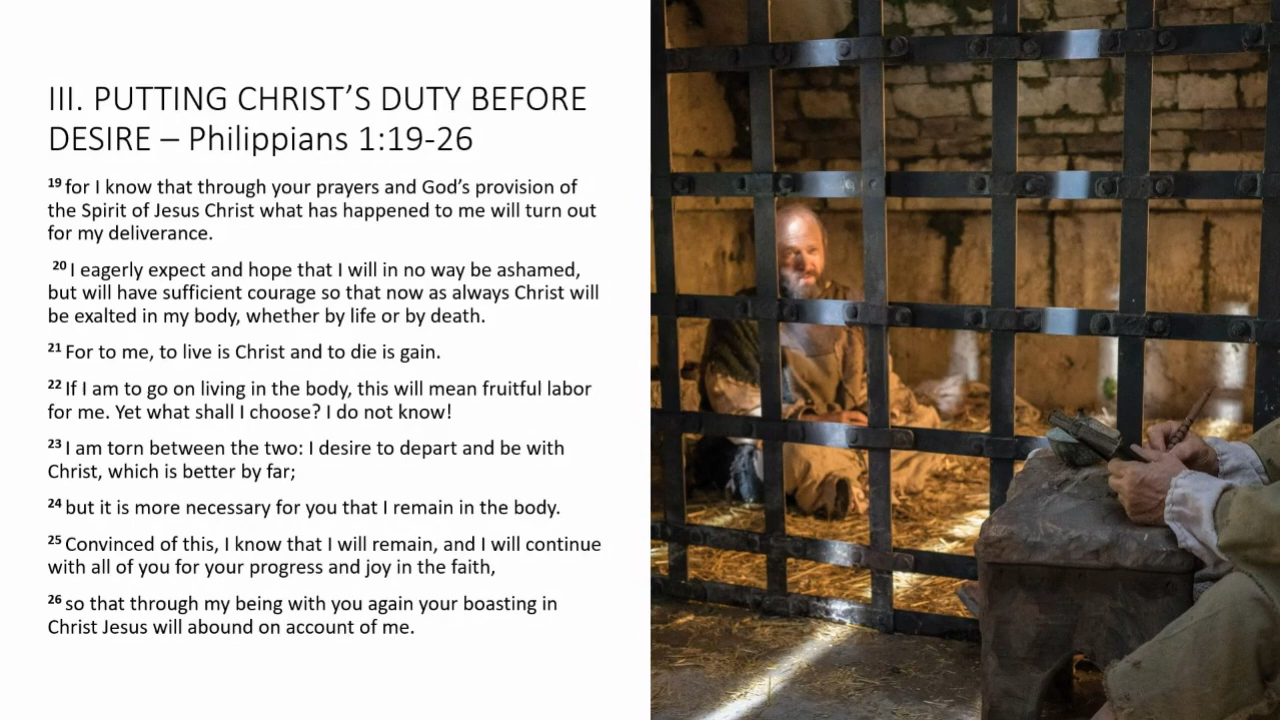 III. PUTTING CHRIST’S DUTY BEFORE
DESIRE – Philippians 1:19-26
19 for I know that through your prayers and God’s provision of
the Spirit of Jesus Christ what has happened to me will turn out
for my deliverance.
20 I eagerly expect and hope that I will in no way be ashamed,
but will have sufficient courage so that now as always Christ will
be exalted in my body, whether by life or by death.
21 For to me, to live is Christ and to die is gain.
22 If I am to go on living in the body, this will mean fruitful labor
for me. Yet what shall I choose? I do not know!
23 I am torn between the two: I desire to depart and be with
Christ, which is better by far;
24 but it is more necessary for you that I remain in the body.
25 Convinced of this, I know that I will remain, and I will continue
with all of you for your progress and joy in the faith,
26 so that through my being with you again your boasting in
Christ Jesus will abound on account of me.